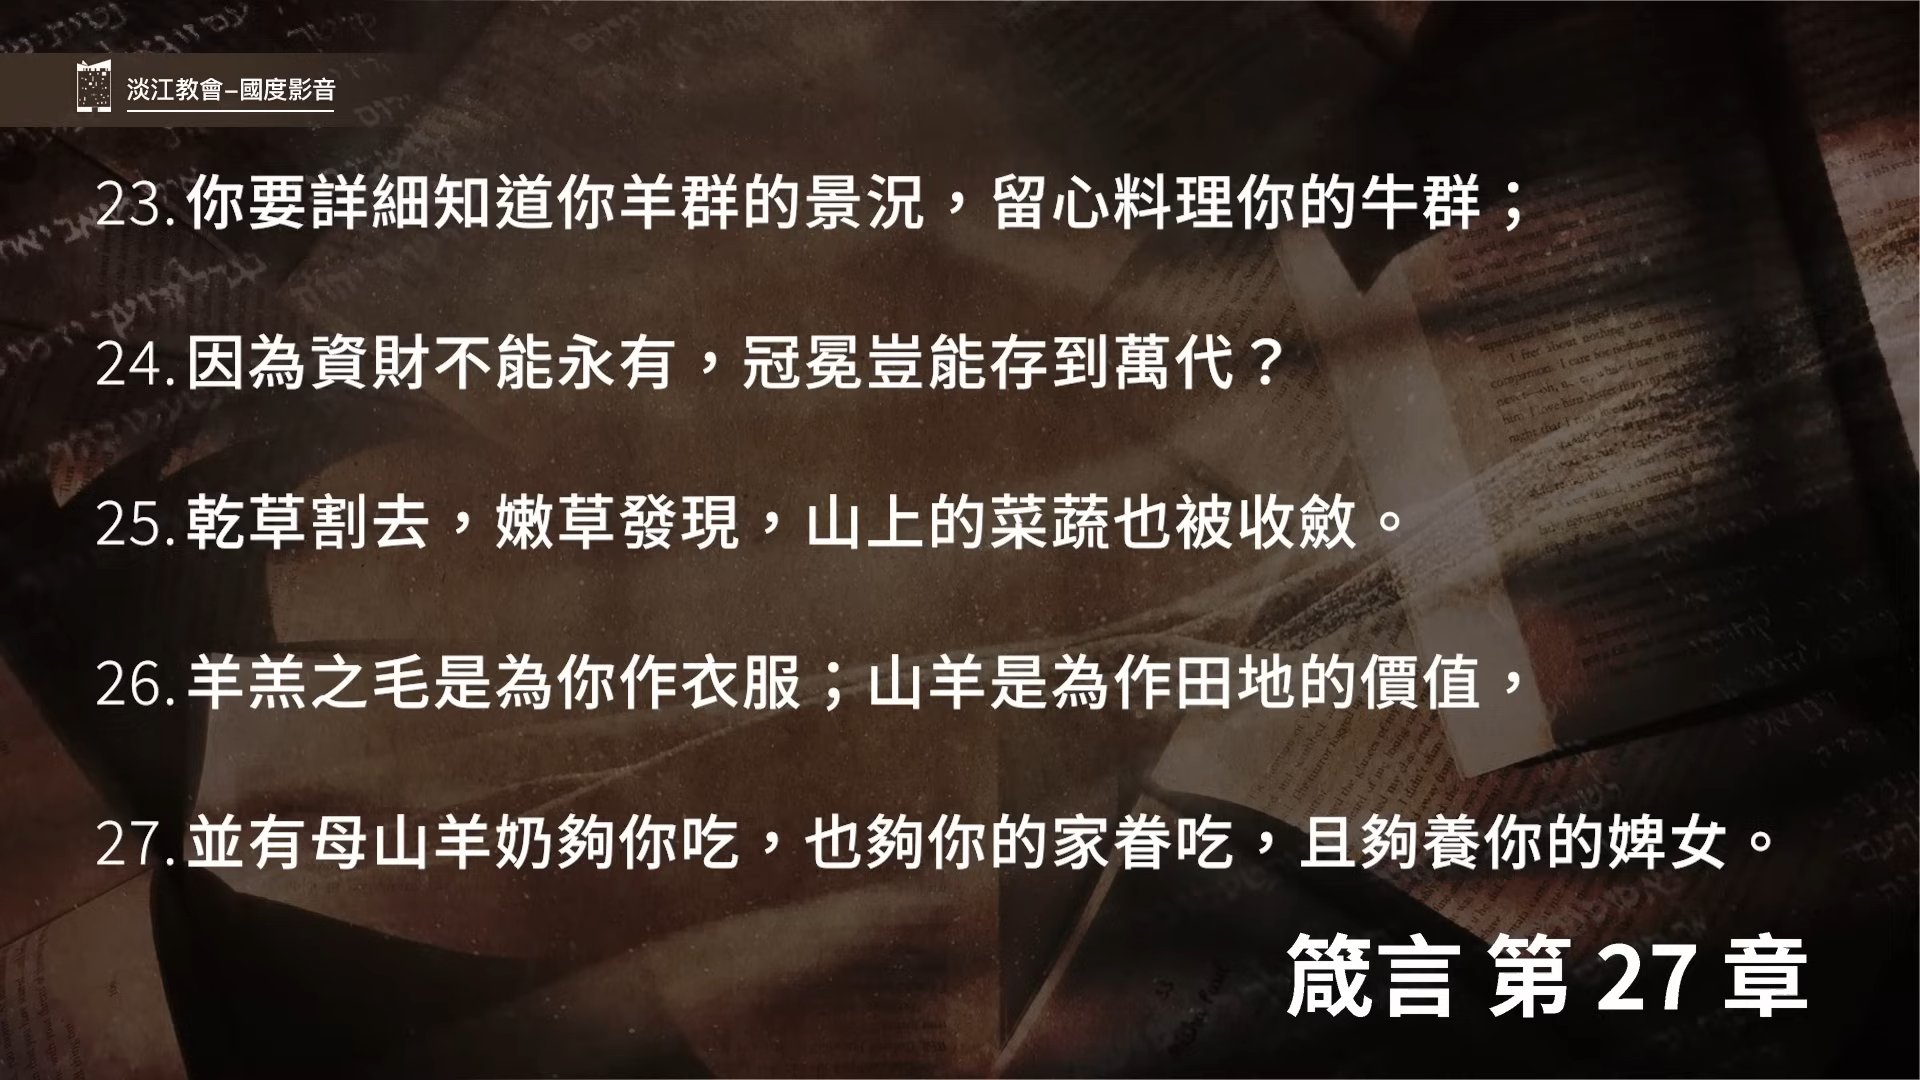 淡江教會–國度影音
23.你要詳細知道你羊群的景況，留心料理你的牛群；
24.因為資財不能永有，冠冕豈能存到萬代？
25.乾草割去，嫩草發現，山上的菜蔬也被收斂。
26.羊羔之毛是為你作衣服；山羊是為作田地的價值，
27.並有母山羊奶夠你吃，也夠你的家眷吃，且夠養你的婢女。
箴言 第 27 章